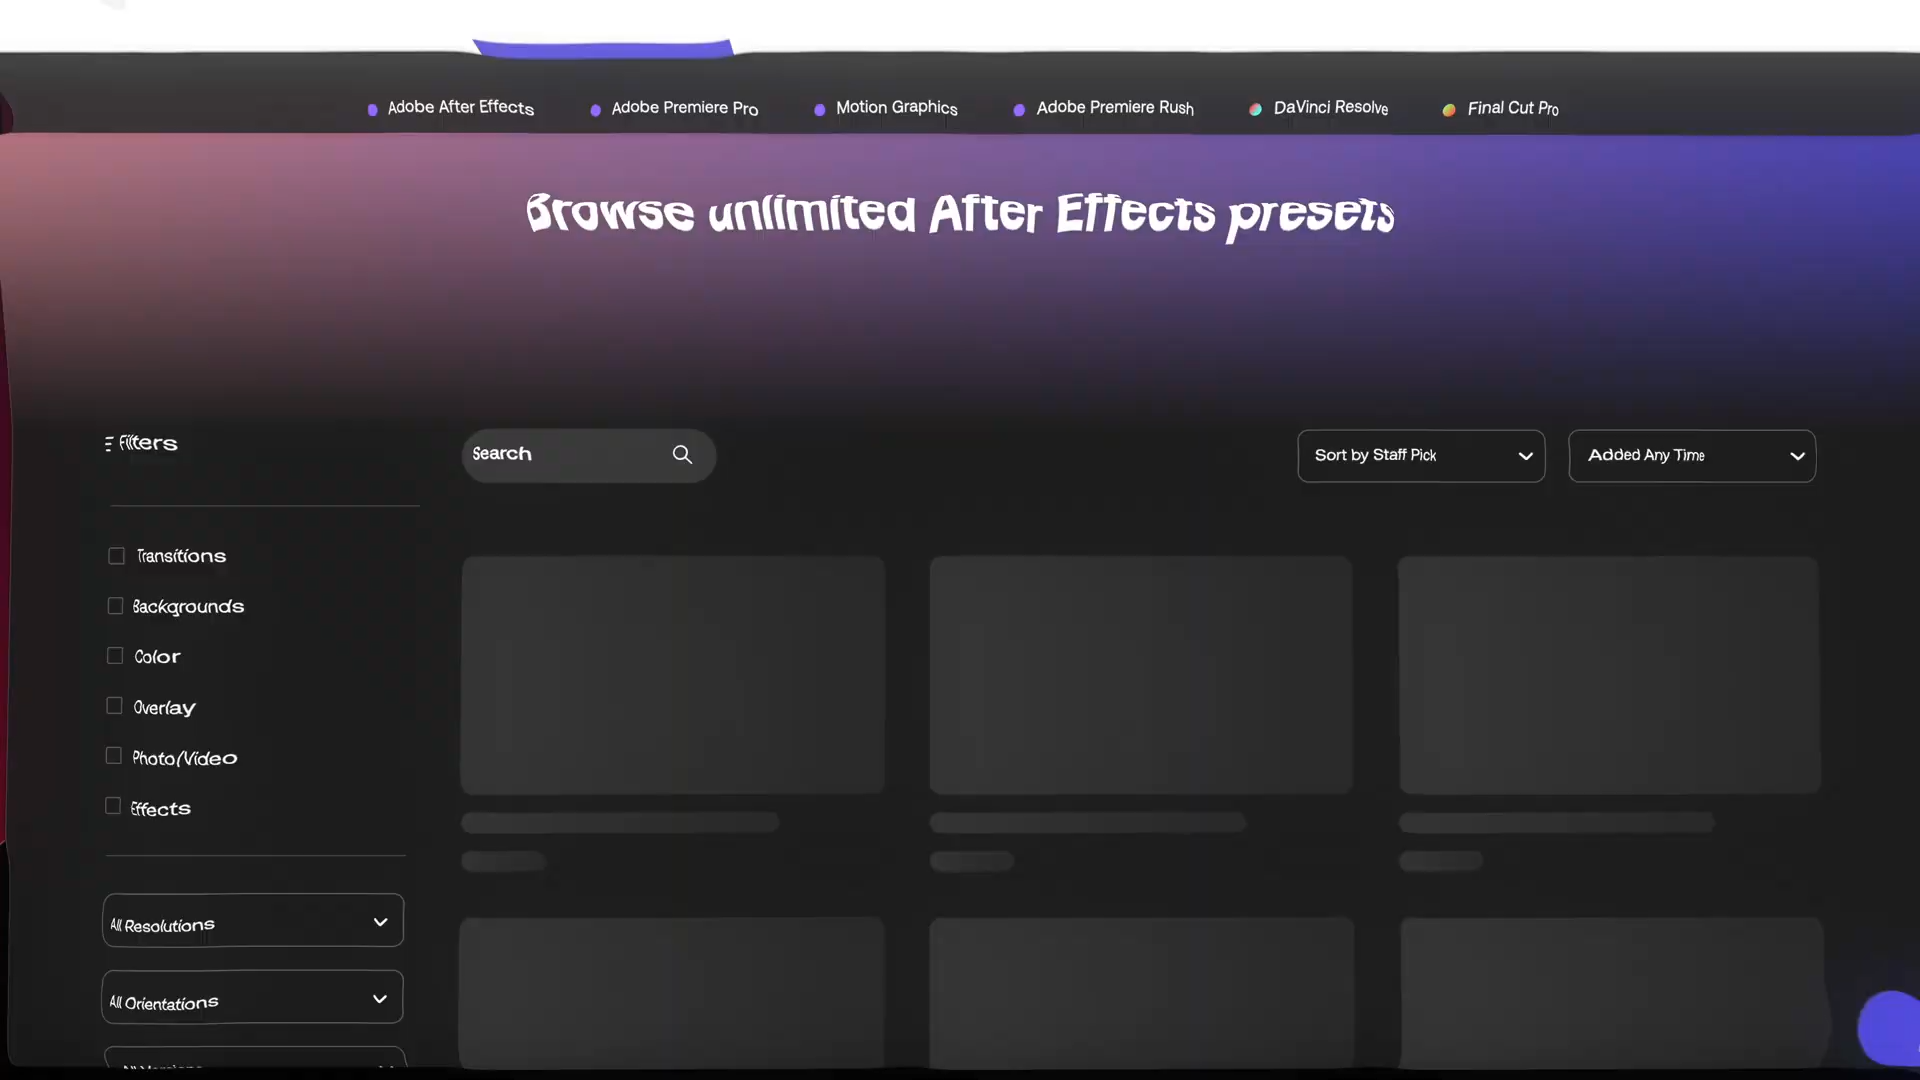 Adobe After Effects
Adobe Premiere Pro
Motion Graphics
Adobe Premiere Rush
DaVinci Resolve
Final Cut Pro
Browse unlimited After Effects presets
Filters
Search
Sort by Staff Pick
Added Any Time
Transitions
Backgrounds
Color
Overlay
Photo/Video
Effects
All Resolutions
All Orientations